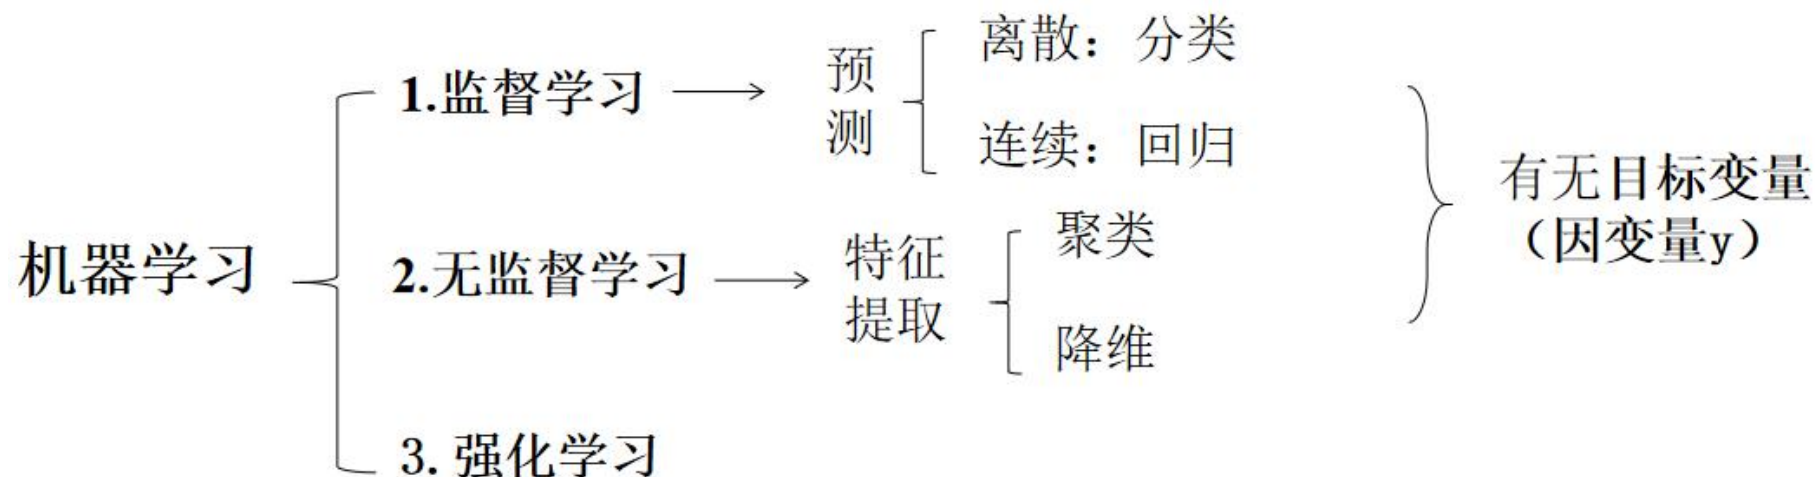 机器学习
1.监督学习
预
测
离散：分类
连续：回归
2.无监督学习
特征
提取
聚类
降维
3. 强化学习
有无目标变量
（因变量y）